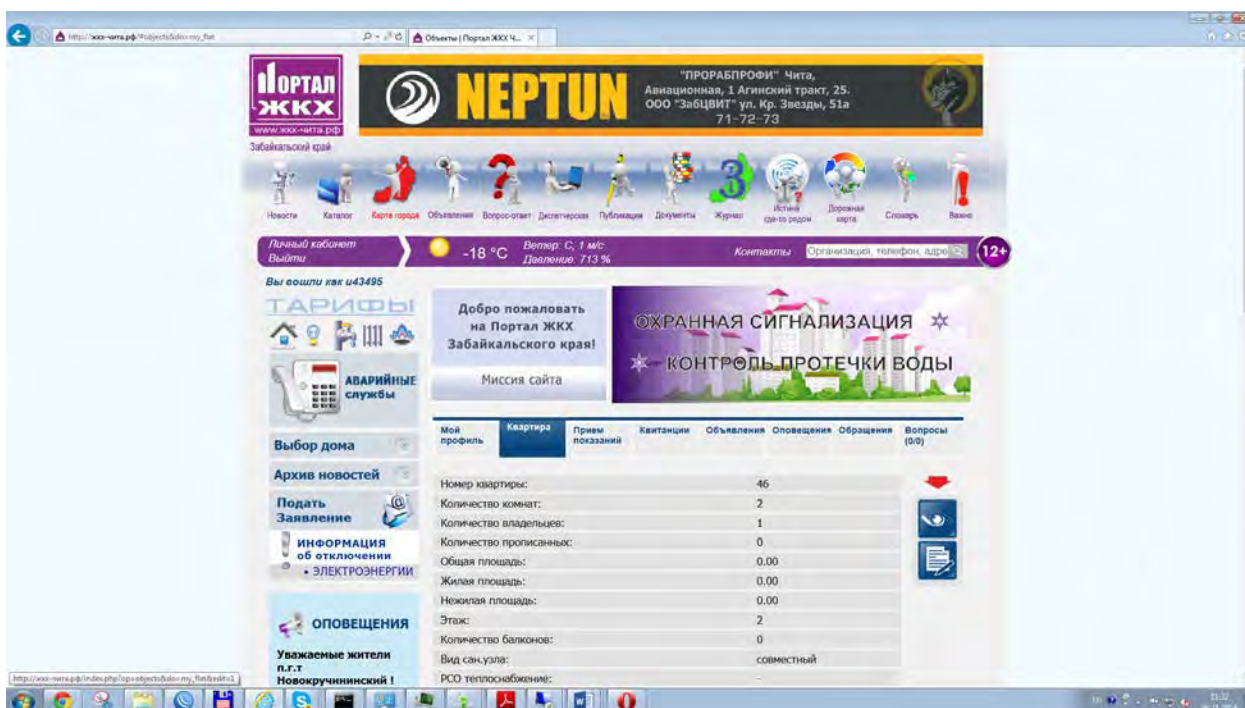 Объекты | Портал ЖКХ Ч...
ПОРТАЛ
ЖКХ
www.жкх-чита.рф
Забайкальский край
NEPTUN
"ПРОРАБПРОФИ" Чита,
Авиационная, 1 Агинский тракт, 25.
ООО "ЗабЦВИТ" ул. Кр. Звезды, 51а
71-72-73
Новости
Каталог
Карта города
Объявления
Вопрос-ответ
Диспетчерская
Публикации
Документы
Журнал
Истина где-то рядом
Дорожная карта
Словарь
Важно
Личный кабинет
Выйти
-18 °C
Ветер: С, 1 м/с
Давление: 713 %
Контакты
Организация, телефон, адре
12+
Вы вошли как u43495
ТАРИФЫ
АВАРИЙНЫЕ
службы
Выбор дома
Архив новостей
Подать
Заявление
ИНФОРМАЦИЯ
об отключении
• ЭЛЕКТРОЭНЕРГИИ
ОПОВЕЩЕНИЯ
Уважаемые жители
п.г.т
Новокручининский !
Добро пожаловать
на Портал ЖКХ
Забайкальского края!
Миссия сайта
ОХРАННАЯ СИГНАЛИЗАЦИЯ
КОНТРОЛЬ ПРОТЕЧКИ ВОДЫ
Мой профиль
Квартира
Прием показаний
Квитанции
Объявления
Оповещения
Обращения
Вопросы (0/0)
Номер квартиры: 46
Количество комнат: 2
Количество владельцев: 1
Количество прописанных: 0
Общая площадь: 0.00
Жилая площадь: 0.00
Нежилая площадь: 0.00
Этаж: 2
Количество балконов: 0
Вид сан.узла: совместный
РСО теплоснабжение: -